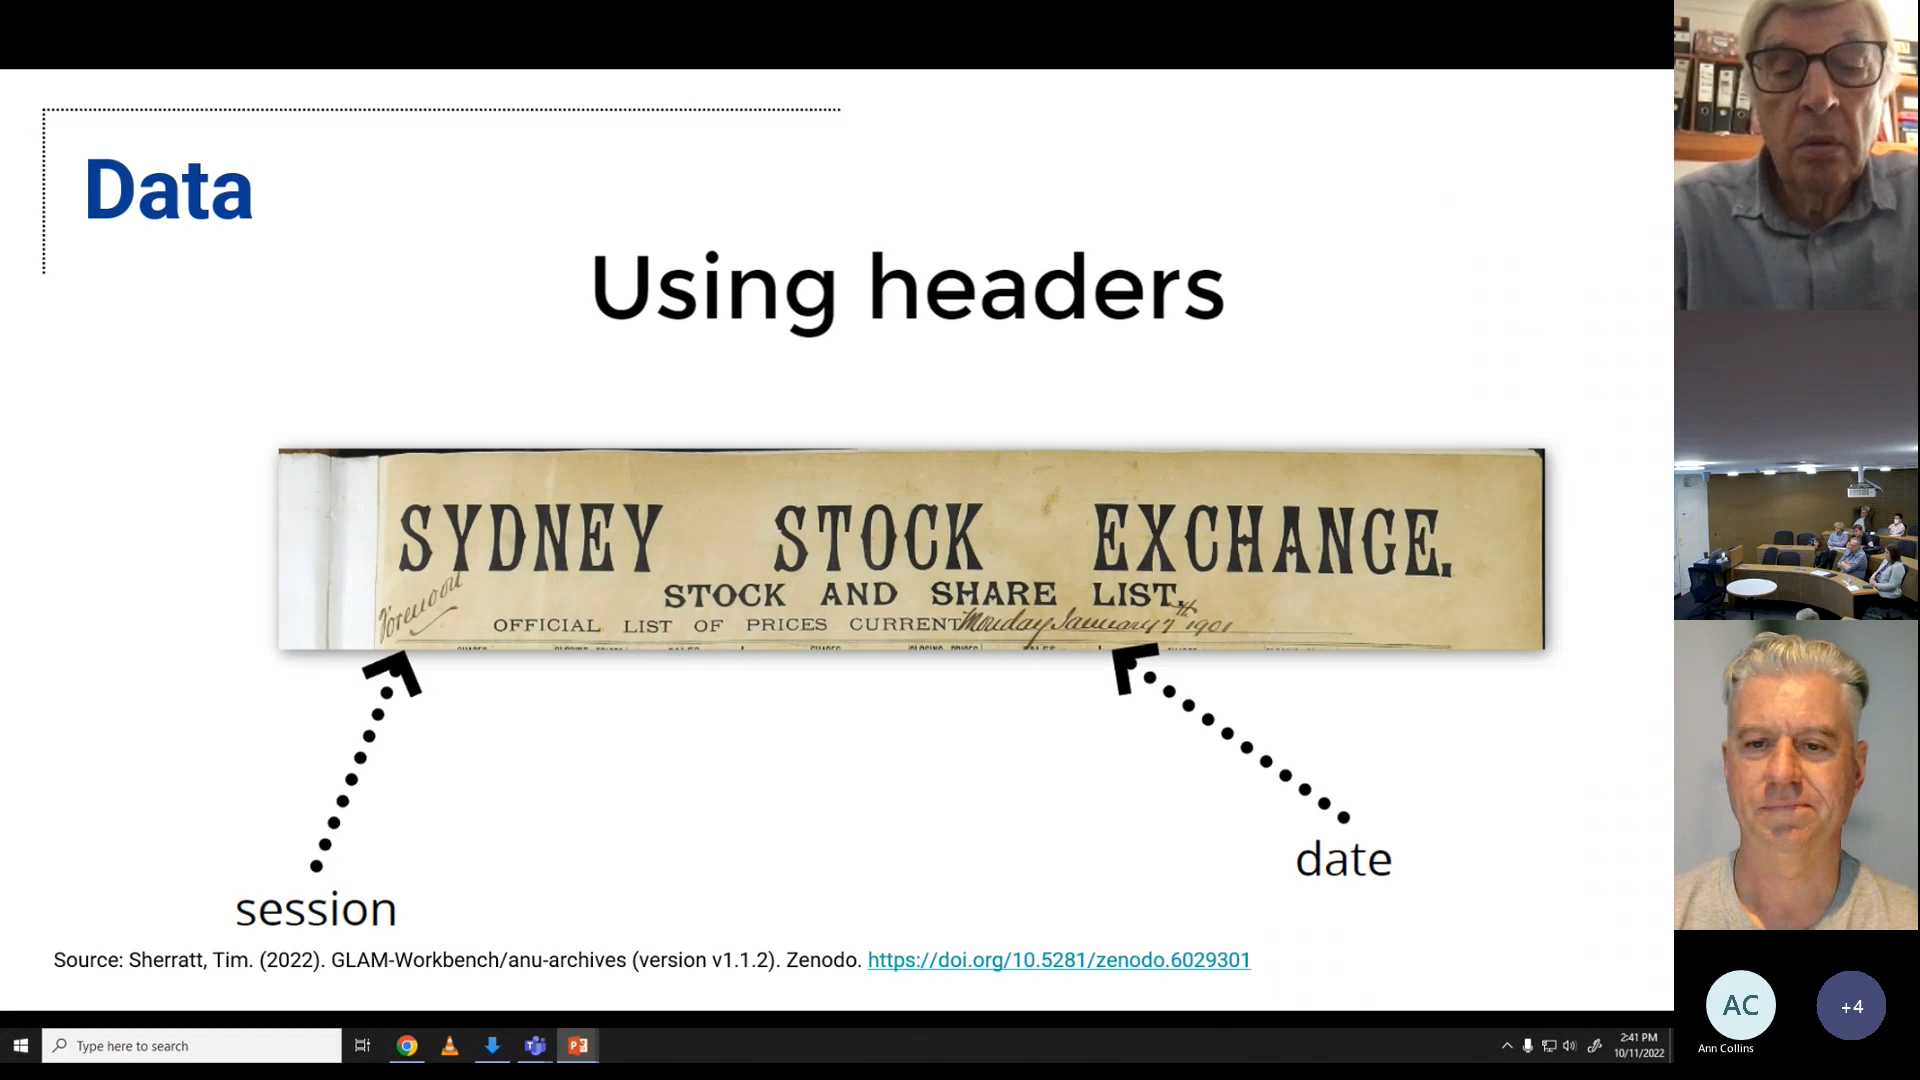 Data
Using headers
SYDNEY STOCK EXCHANGE.
STOCK AND SHARE LIST.
Forenoon
OFFICIAL LIST OF PRICES CURRENT Monday January 7th 1901
session
date
Source: Sherratt, Tim. (2022). GLAM-Workbench/anu-archives (version v1.1.2). Zenodo. https://doi.org/10.5281/zenodo.6029301
AC
+4
Ann Collins
Type here to search
2:41 PM
10/11/2022